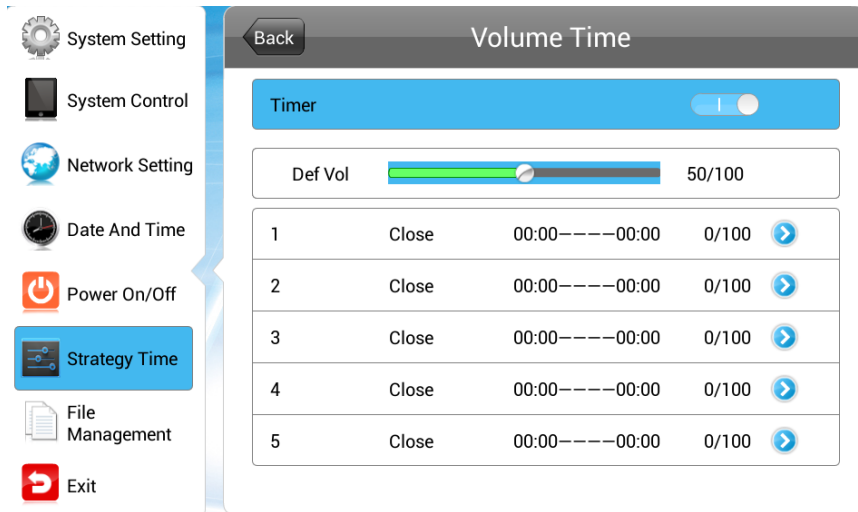 System Setting
System Control
Network Setting
Date And Time
Power On/Off
Strategy Time
File
Management
Exit
Back
Volume Time
Timer
Def Vol 50/100
1 Close 00:00----00:00 0/100
2 Close 00:00----00:00 0/100
3 Close 00:00----00:00 0/100
4 Close 00:00----00:00 0/100
5 Close 00:00----00:00 0/100